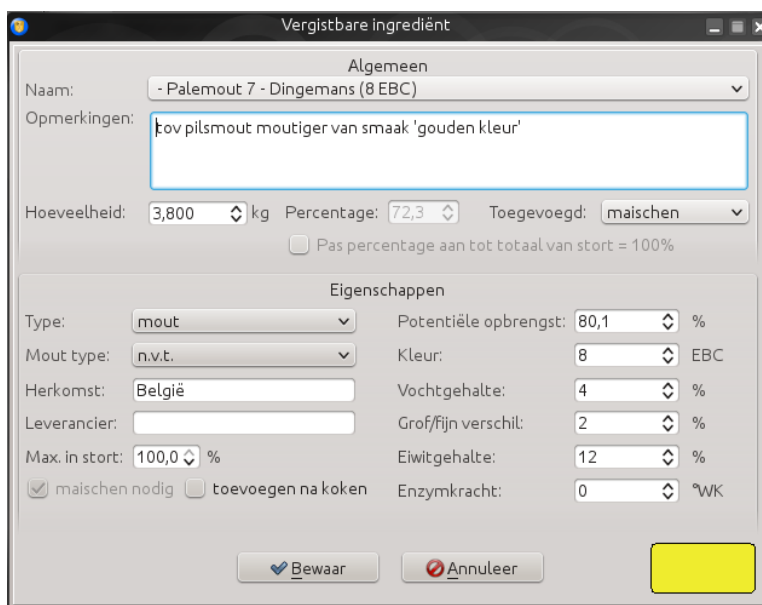 Vergistbare ingrediënt
Algemeen
Naam: - Palemout 7 - Dingemans (8 EBC)
Opmerkingen: tov pilsmout moutiger van smaak 'gouden kleur'
Hoeveelheid: 3,800 kg Percentage: 72,3 Toegevoegd: maischen
Pas percentage aan tot totaal van stort = 100%
Eigenschappen
Type: mout Potentiële opbrengst: 80,1 %
Mout type: n.v.t. Kleur: 8 EBC
Herkomst: België Vochtgehalte: 4 %
Leverancier: Grof/fijn verschil: 2 %
Max. in stort: 100,0 % Eiwitgehalte: 12 %
maischen nodig toevoegen na koken Enzymkracht: 0 °WK
Bewaar Annuleer